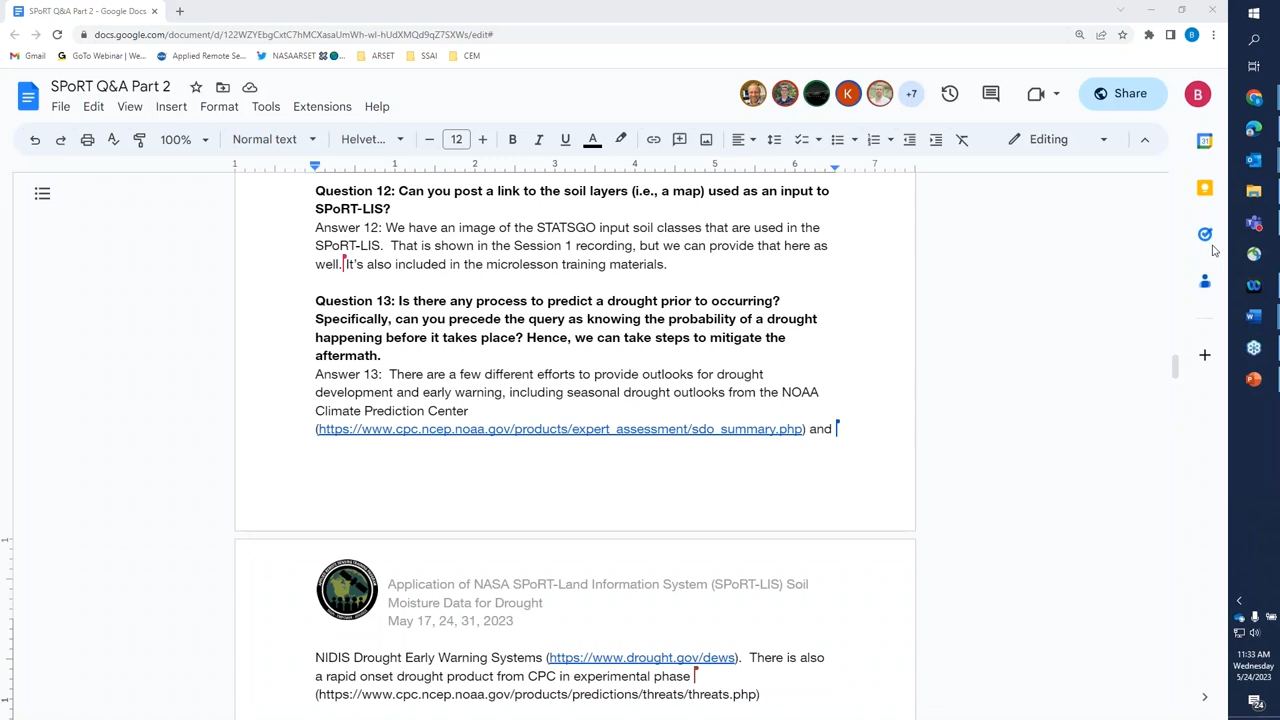 SPoRT Q&A Part 2 - Google Docs
docs.google.com/document/d/122WZYEbgCxtC7hMCXasaUmWh-wI-hUdXMQd9qZ7SXWs/edit#
Gmail GoTo Webinar | We... Applied Remote Se... NASAARSET ARSET SSAI CEM
SPoRT Q&A Part 2
K +7 Share B
File Edit View Insert Format Tools Extensions Help
100% Normal text Helvet... 12 B I U A Editing
1 1 2 3 4 5 6 7
Question 12: Can you post a link to the soil layers (i.e., a map) used as an input to
SPoRT-LIS?
Answer 12: We have an image of the STATSGO input soil classes that are used in the
SPoRT-LIS.  That is shown in the Session 1 recording, but we can provide that here as
well. It's also included in the microlesson training materials.
Question 13: Is there any process to predict a drought prior to occurring?
Specifically, can you precede the query as knowing the probability of a drought
happening before it takes place? Hence, we can take steps to mitigate the
aftermath.
Answer 13:  There are a few different efforts to provide outlooks for drought
development and early warning, including seasonal drought outlooks from the NOAA
Climate Prediction Center
(https://www.cpc.ncep.noaa.gov/products/expert_assessment/sdo_summary.php) and
Application of NASA SPoRT-Land Information System (SPoRT-LIS) Soil
Moisture Data for Drought
May 17, 24, 31, 2023
NIDIS Drought Early Warning Systems (https://www.drought.gov/dews).  There is also
a rapid onset drought product from CPC in experimental phase
(https://www.cpc.ncep.noaa.gov/products/predictions/threats/threats.php)
11:33 AM
Wednesday
5/24/2023
24